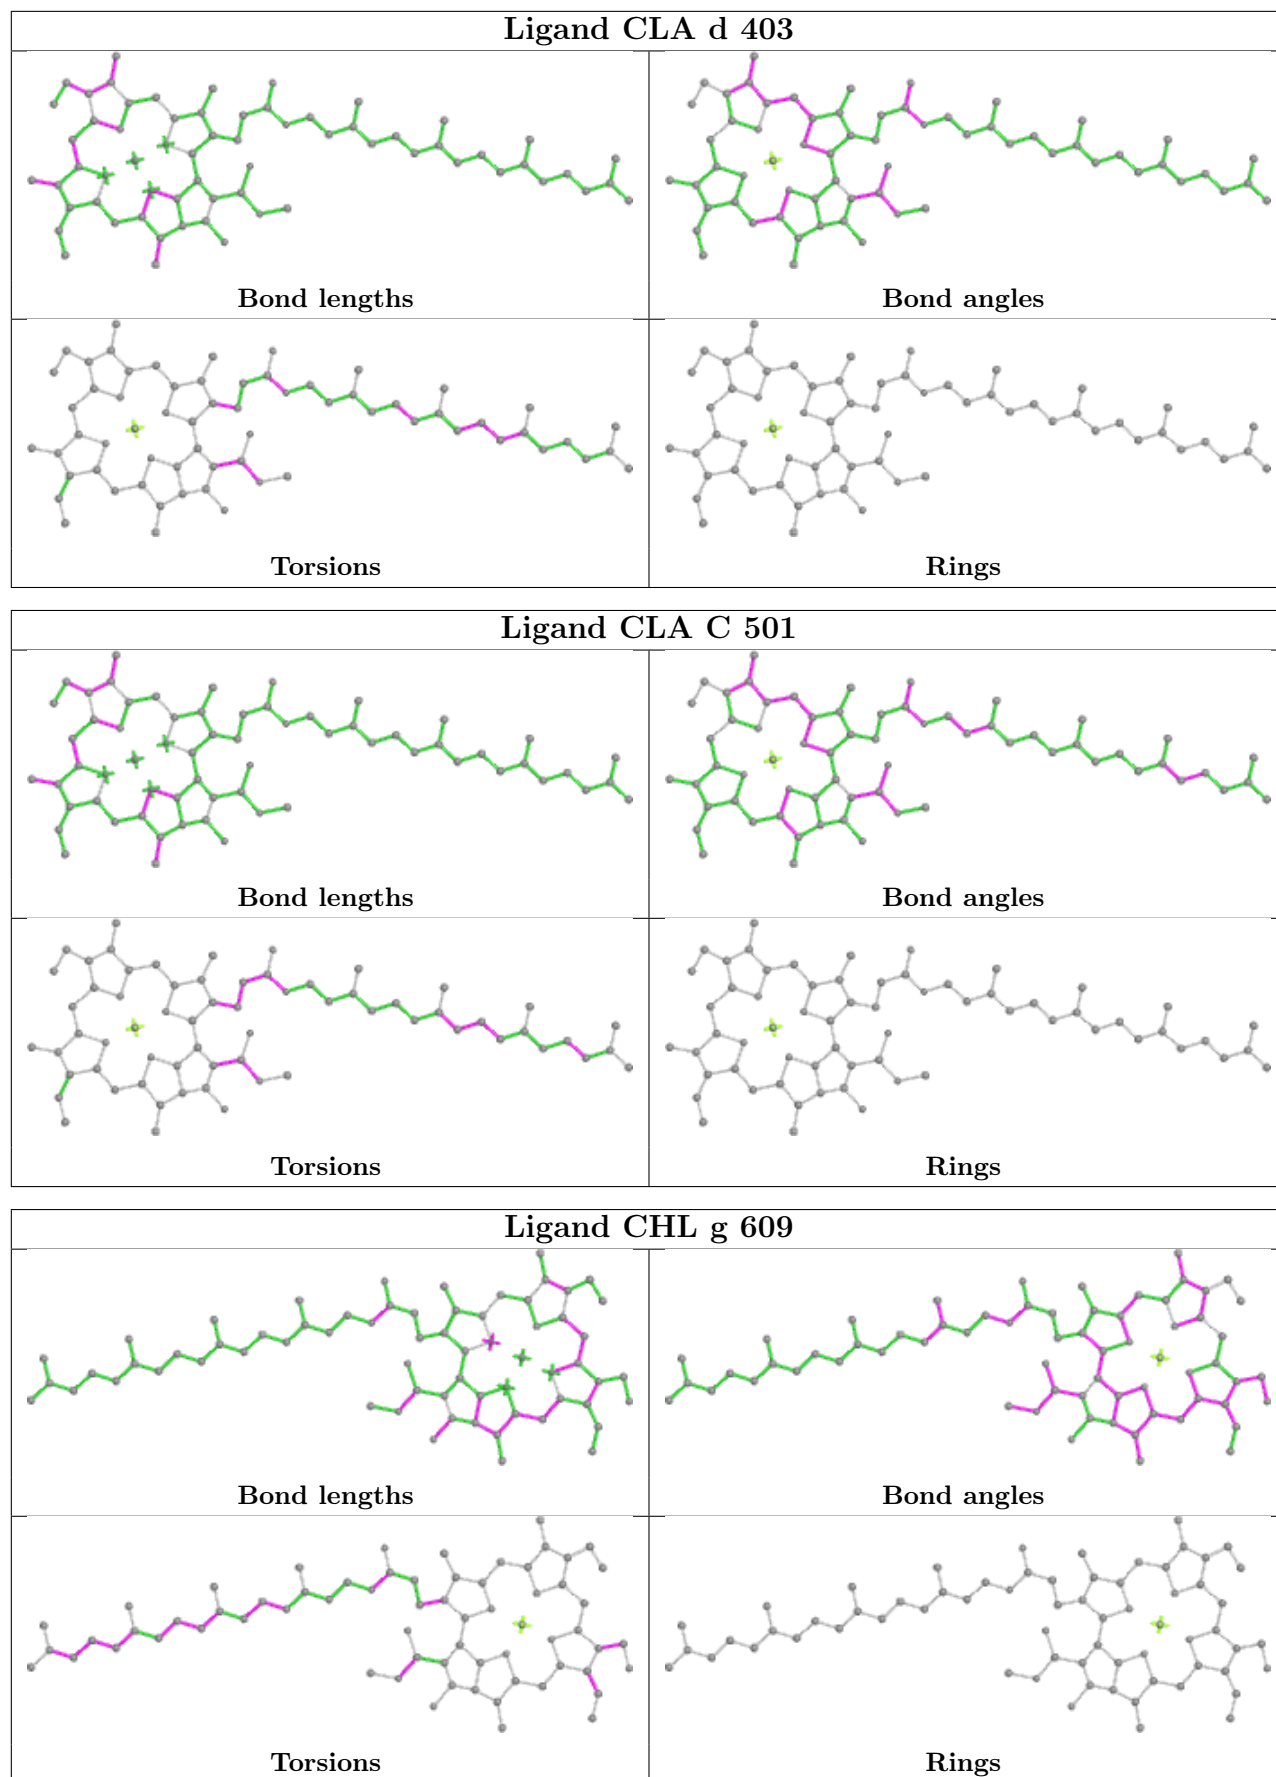 Ligand CLA d 403
Bond lengths
Bond angles
Torsions
Rings
Ligand CLA C 501
Bond lengths
Bond angles
Torsions
Rings
Ligand CHL g 609
Bond lengths
Bond angles
Torsions
Rings